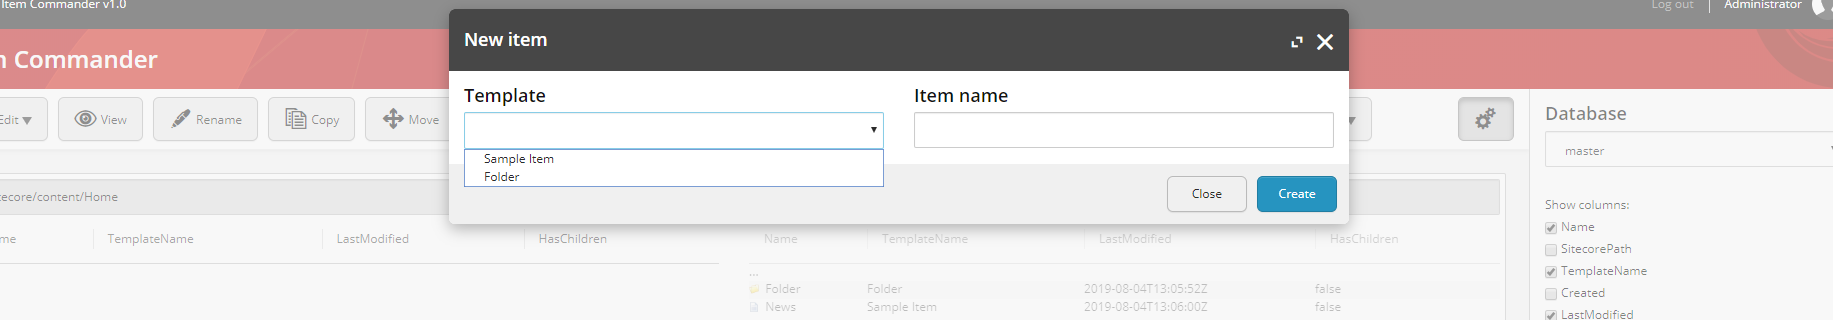 Item Commander v1.0
Log out
Administrator
New item
Commander
Template
Item name
Edit
View
Rename
Copy
Move
Database
master
Sample Item
Folder
Close
Create
tecore/content/Home
Show columns:
Name
SitecorePath
TemplateName
Created
LastModified
me
TemplateName
LastModified
HasChildren
Name
TemplateName
LastModified
HasChildren
...
Folder
Folder
2019-08-04T13:05:52Z
false
News
Sample Item
2019-08-04T13:06:00Z
false